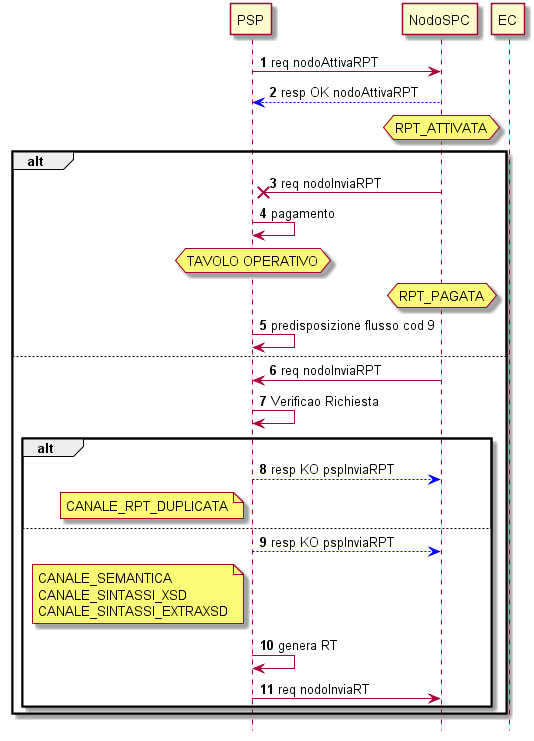 PSP NodoSPC EC
1 req nodoAttivaRPT
2 resp OK nodoAttivaRPT
RPT_ATTIVATA
alt
3 req nodoInviaRPT
4 pagamento
TAVOLO OPERATIVO
RPT_PAGATA
5 predisposizione flusso cod 9
6 req nodoInviaRPT
7 Verificao Richiesta
alt
8 resp KO pspInviaRPT
CANALE_RPT_DUPLICATA
9 resp KO pspInviaRPT
CANALE_SEMANTICA
CANALE_SINTASSI_XSD
CANALE_SINTASSI_EXTRAXSD
10 genera RT
11 req nodoInviaRT